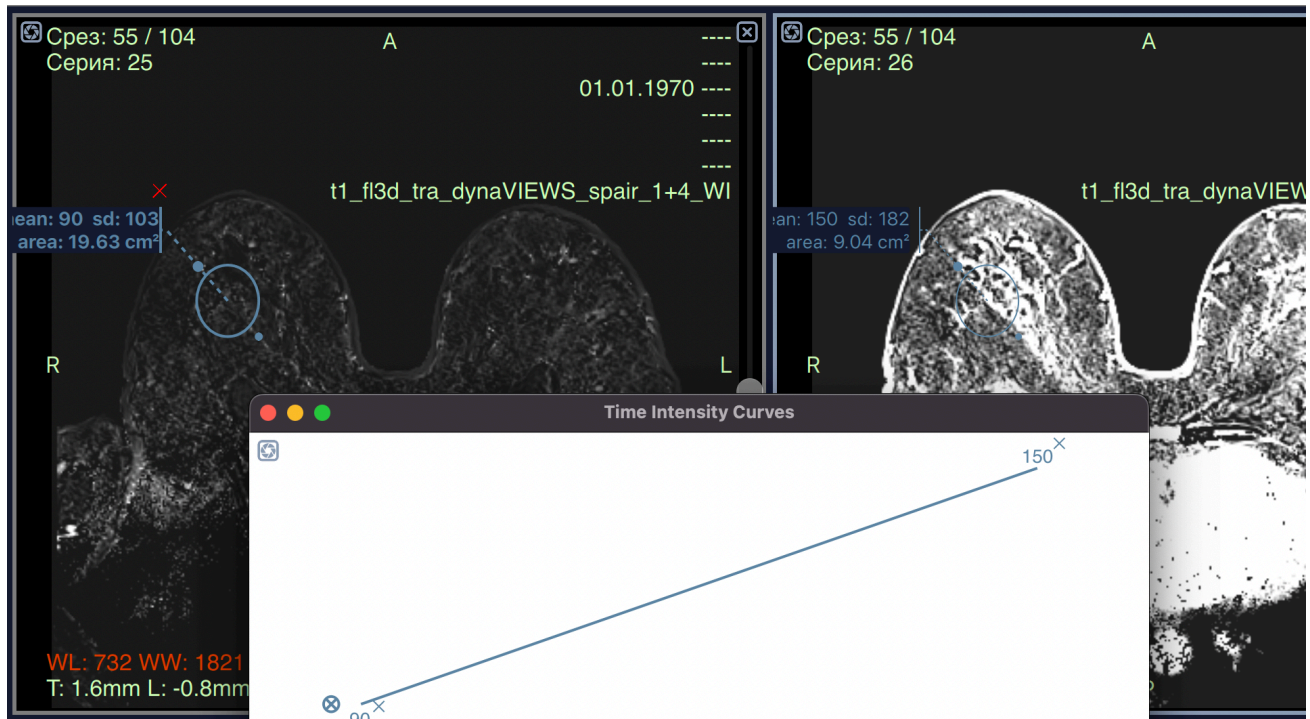 Срез: 55 / 104
Серия: 25
A
----
----
01.01.1970 ----
----
----
----
t1_fl3d_tra_dynaVIEWS_spair_1+4_WI
ean: 90 sd: 103
area: 19.63 cm²
R
L
WL: 732 WW: 1821
T: 1.6mm L: -0.8mm
Срез: 55 / 104
Серия: 26
A
t1_fl3d_tra_dynaVIEW
an: 150 sd: 182
area: 9.04 cm²
R
Time Intensity Curves
150
90